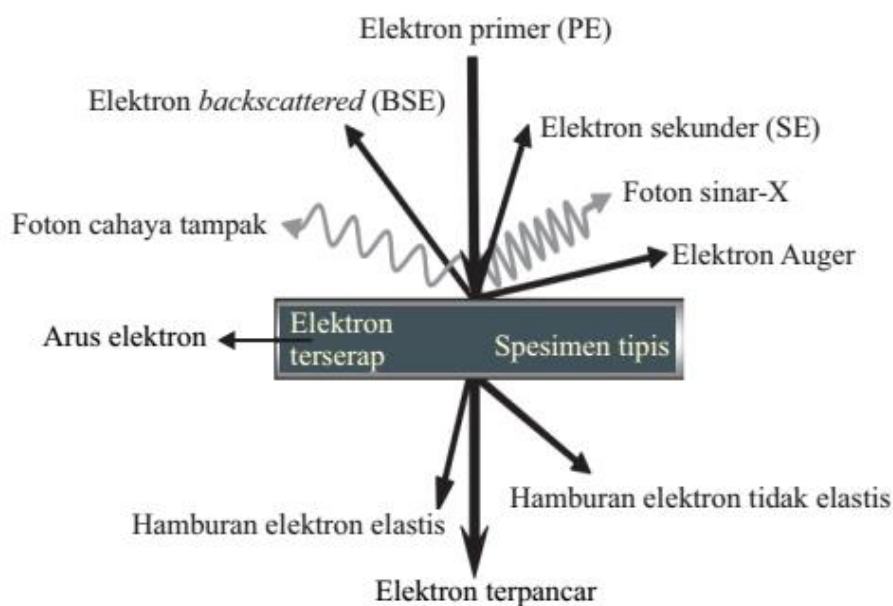 Elektron primer (PE)
Elektron backscattered (BSE)
Elektron sekunder (SE)
Foton sinar-X
Foton cahaya tampak
Elektron Auger
Arus elektron
Elektron
terserap
Spesimen tipis
Hamburan elektron tidak elastis
Hamburan elektron elastis
Elektron terpancar